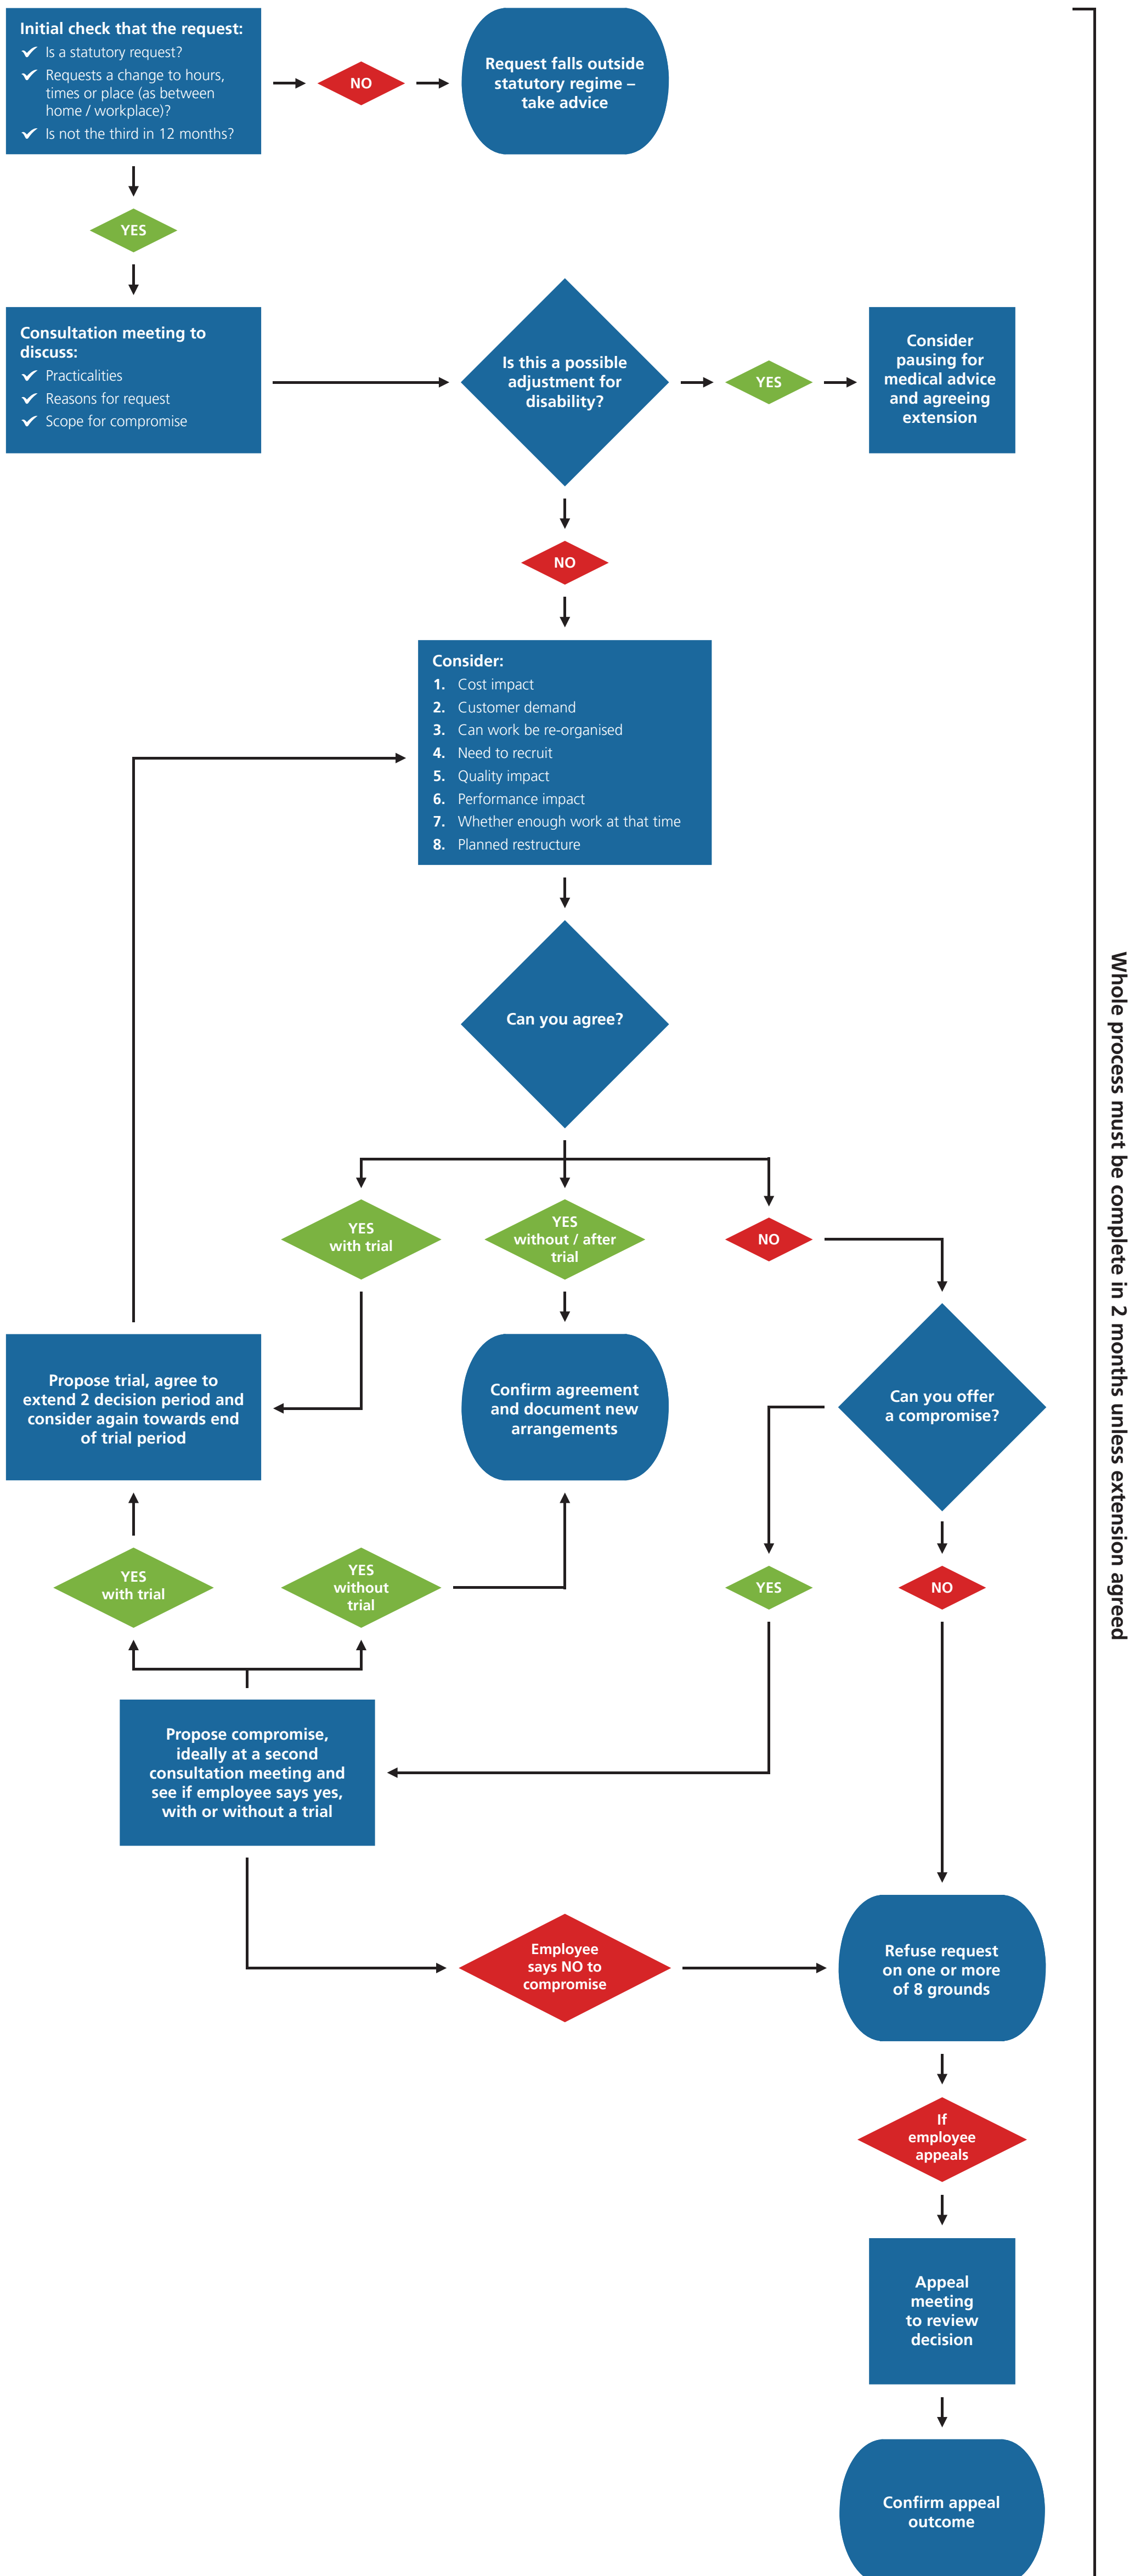 Initial check that the request:
Is a statutory request?
Requests a change to hours,
times or place (as between
home / workplace)?
Is not the third in 12 months?
NO
Request falls outside
statutory regime –
take advice
YES
Consultation meeting to
discuss:
Practicalities
Reasons for request
Scope for compromise
Is this a possible
adjustment for
disability?
YES
Consider
pausing for
medical advice
and agreeing
extension
NO
Consider:
1. Cost impact
2. Customer demand
3. Can work be re-organised
4. Need to recruit
5. Quality impact
6. Performance impact
7. Whether enough work at that time
8. Planned restructure
Can you agree?
YES
with trial
YES
without / after
trial
NO
Propose trial, agree to
extend 2 decision period and
consider again towards end
of trial period
Confirm agreement
and document new
arrangements
Can you offer
a compromise?
YES
with trial
YES
without
trial
YES
NO
Propose compromise,
ideally at a second
consultation meeting and
see if employee says yes,
with or without a trial
Employee
says NO to
compromise
Refuse request
on one or more
of 8 grounds
If
employee
appeals
Appeal
meeting
to review
decision
Confirm appeal
outcome
Whole process must be complete in 2 months unless extension agreed